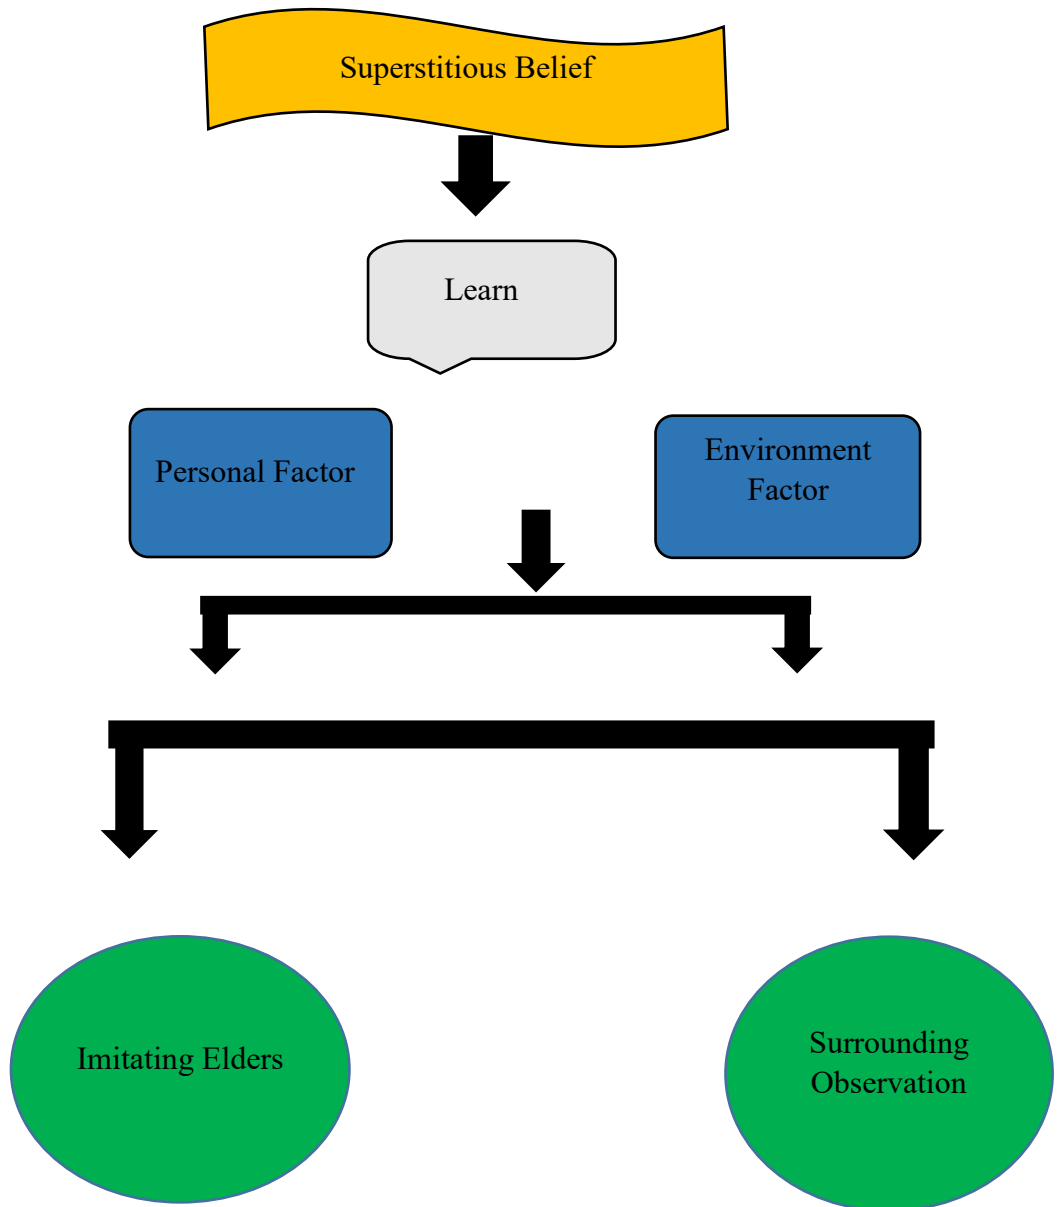 Superstitious Belief
Learn
Personal Factor
Environment
Factor
Imitating Elders
Surrounding
Observation